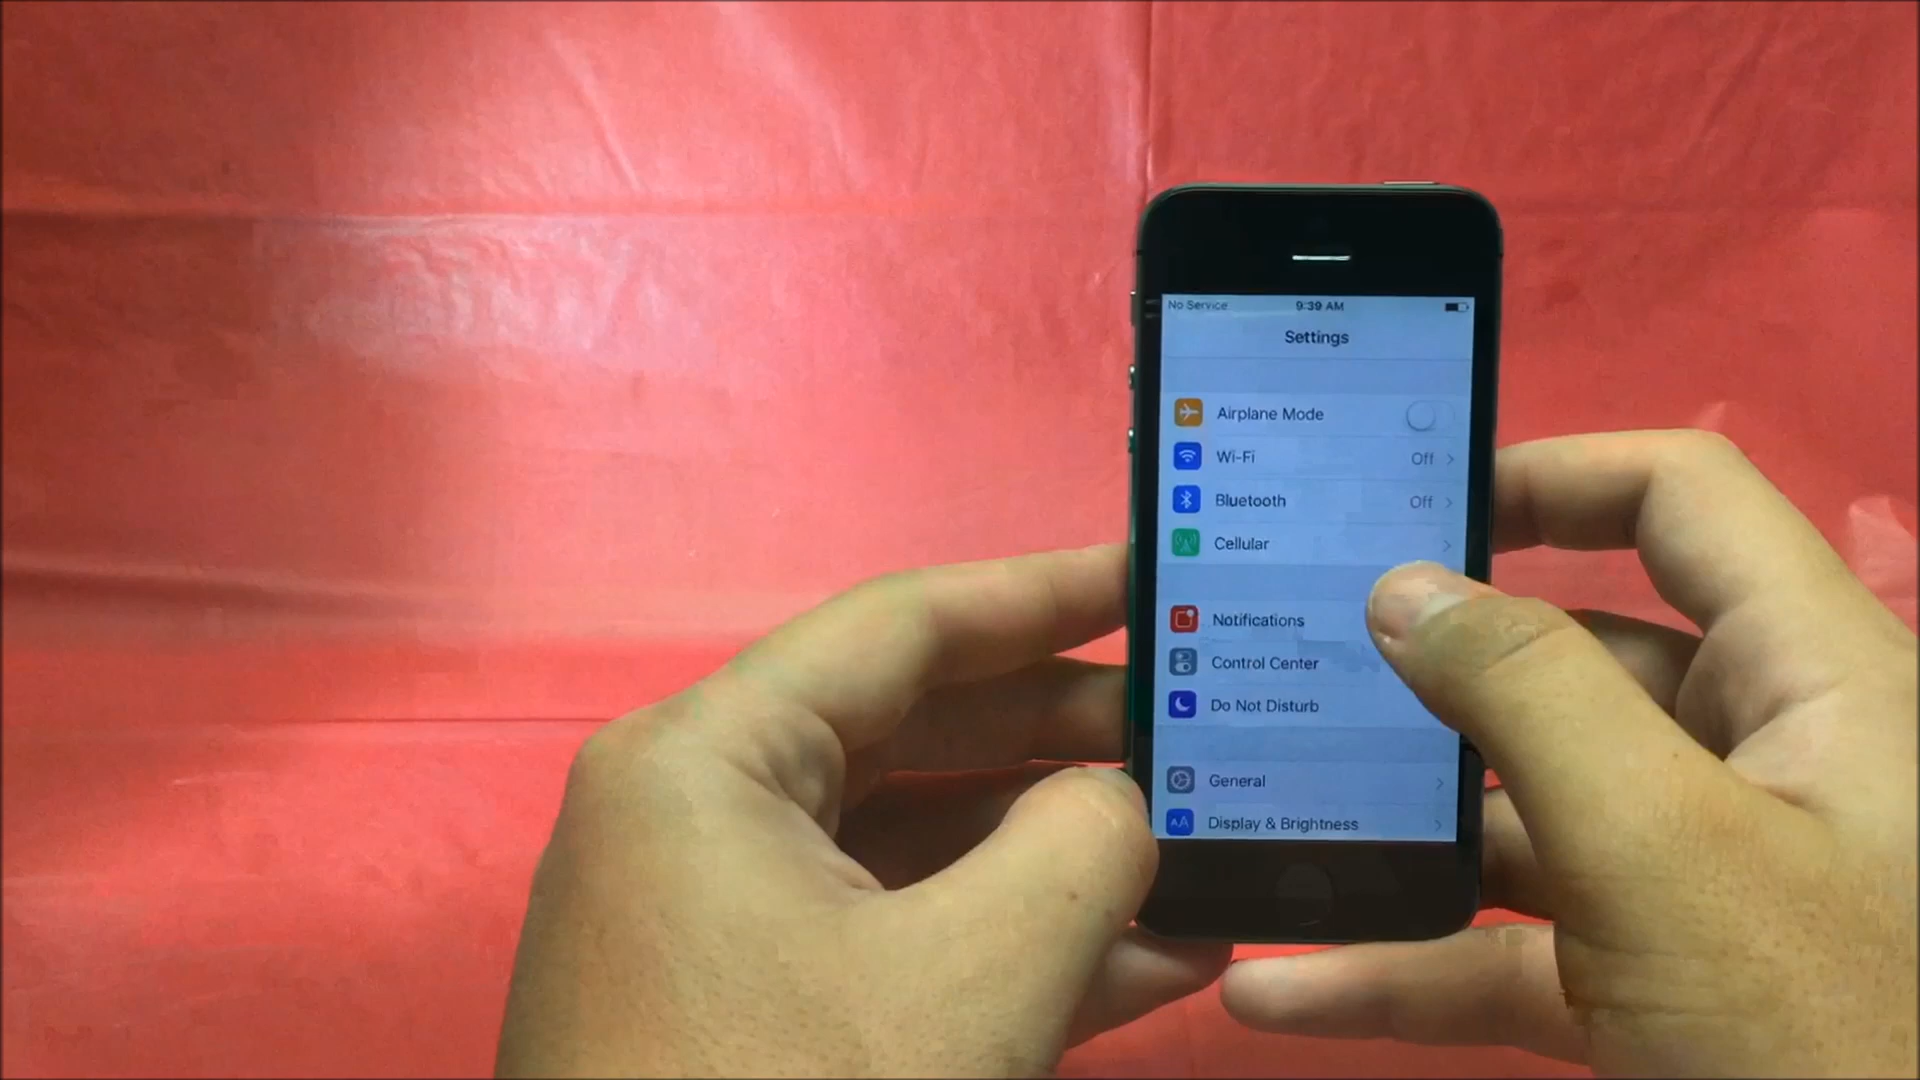 No Service 9:39 AM
Settings
Airplane Mode
Wi-Fi Off
Bluetooth Off
Cellular
Notifications
Control Center
Do Not Disturb
General
AA Display & Brightness